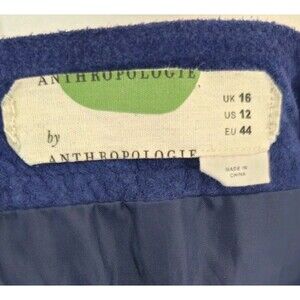 ANTHROPOLOGIE
UK 16
US 12
EU 44
by
ANTHROPOLOGIE
MADE IN
CHINA